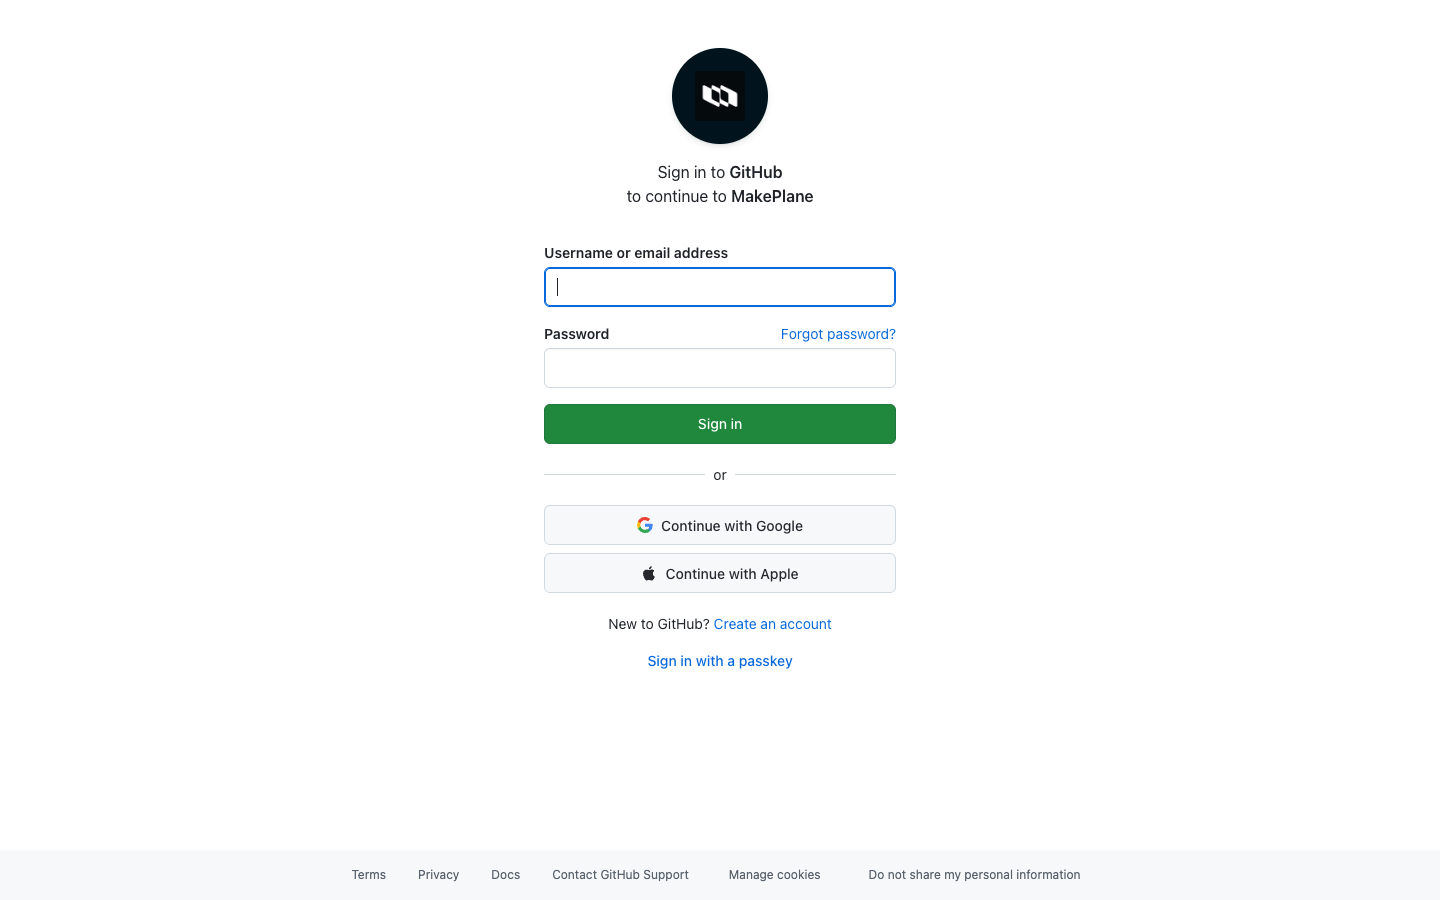 Sign in to GitHub
to continue to MakePlane
Username or email address
Password
Forgot password?
Sign in
or
Continue with Google
Continue with Apple
New to GitHub? Create an account
Sign in with a passkey
Terms
Privacy
Docs
Contact GitHub Support
Manage cookies
Do not share my personal information